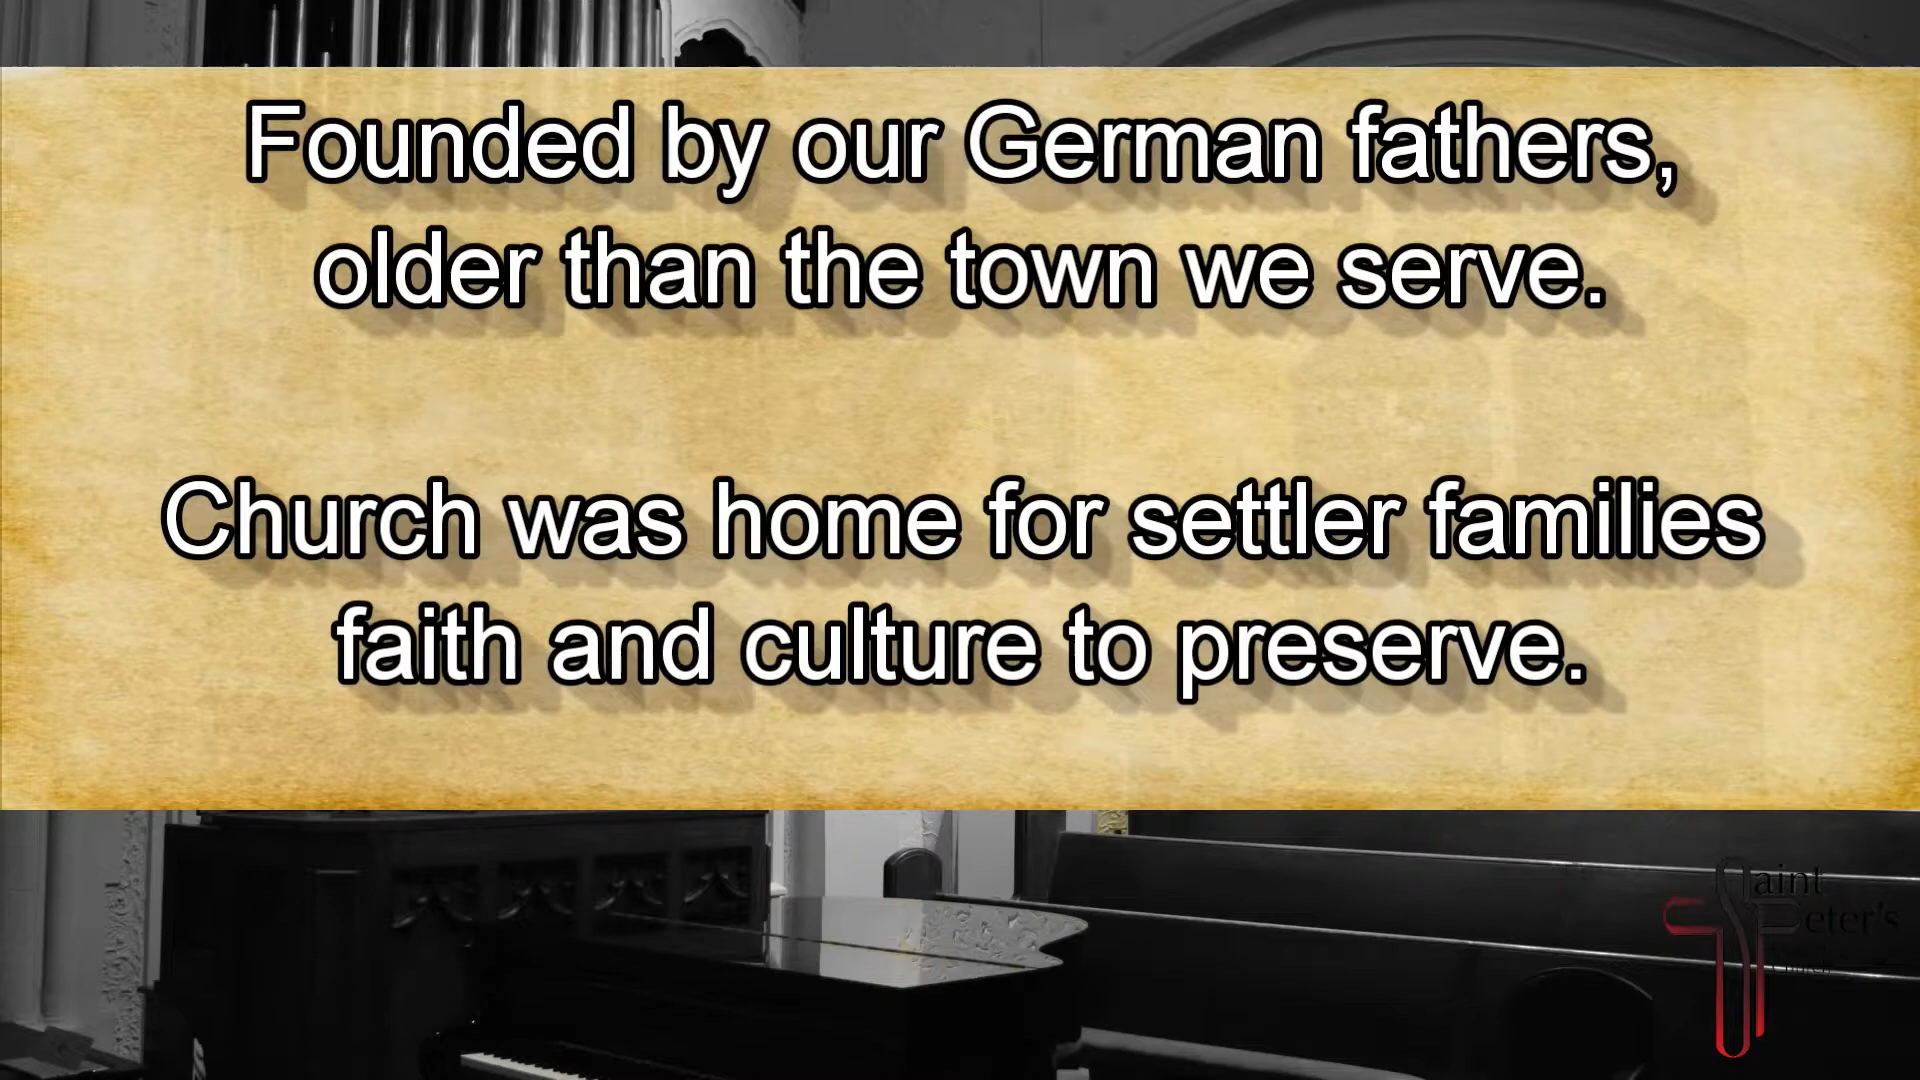 Founded by our German fathers,
older than the town we serve.
Church was home for settler families
faith and culture to preserve.
Saint
Peter's
Church